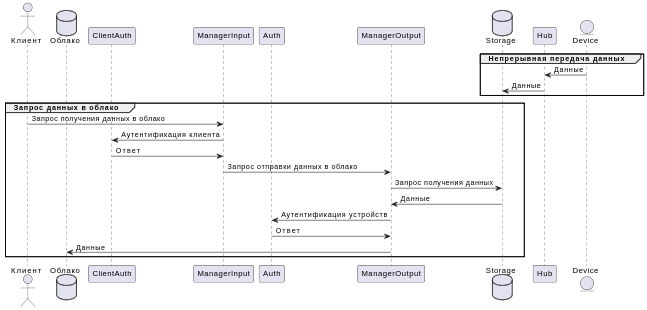 Клиент Облако ClientAuth ManagerInput Auth ManagerOutput Storage Hub Device
Непрерывная передача данных
Данные
Данные
Запрос данных в облако
Запрос получения данных в облако
Аутентификация клиента
Ответ
Запрос отправки данных в облако
Запрос получения данных
Данные
Аутентификация устройств
Ответ
Данные
Клиент Облако ClientAuth ManagerInput Auth ManagerOutput Storage Hub Device